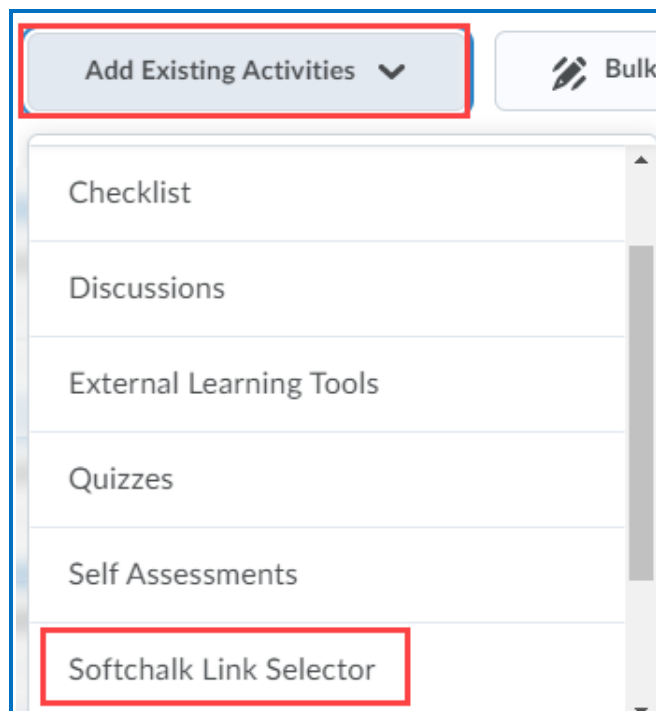 Add Existing Activities
Bulk
Checklist
Discussions
External Learning Tools
Quizzes
Self Assessments
Softchalk Link Selector